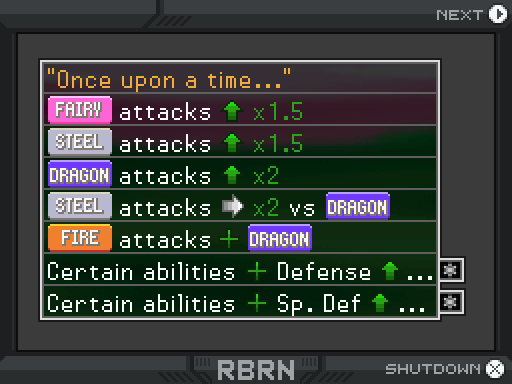 NEXT
"Once upon a time..."
FAIRY attacks ⬆ x1.5
STEEL attacks ⬆ x1.5
DRAGON attacks ⬆ x2
STEEL attacks ➡ x2 vs DRAGON
FIRE attacks + DRAGON
Certain abilities + Defense ⬆ ...
Certain abilities + Sp. Def ⬆ ...
RBRN
SHUTDOWN